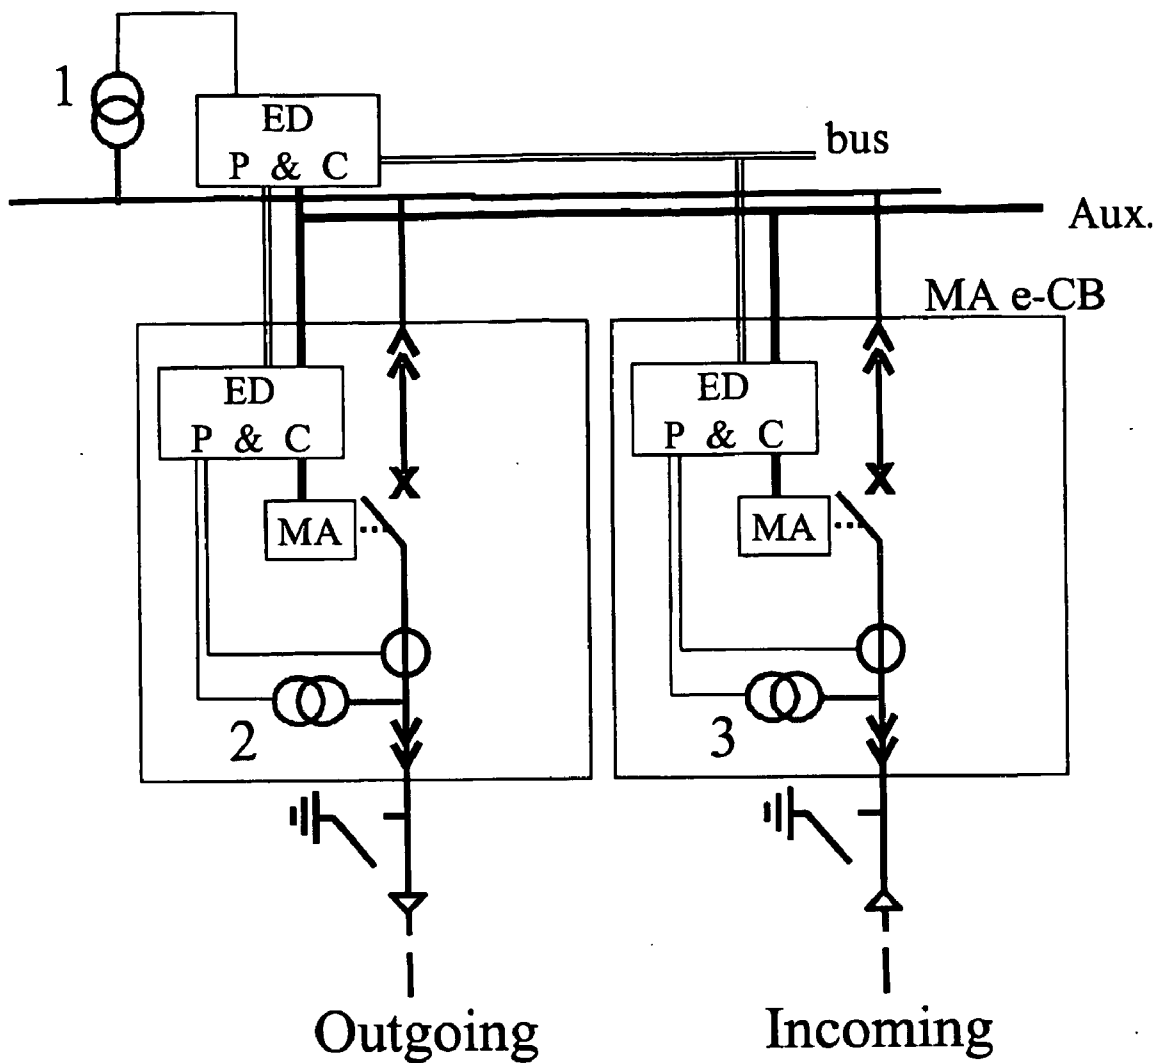 1
ED
P & C
bus
Aux.
MA e-CB
ED
P & C
MA
2
ED
P & C
MA
3
Outgoing
Incoming